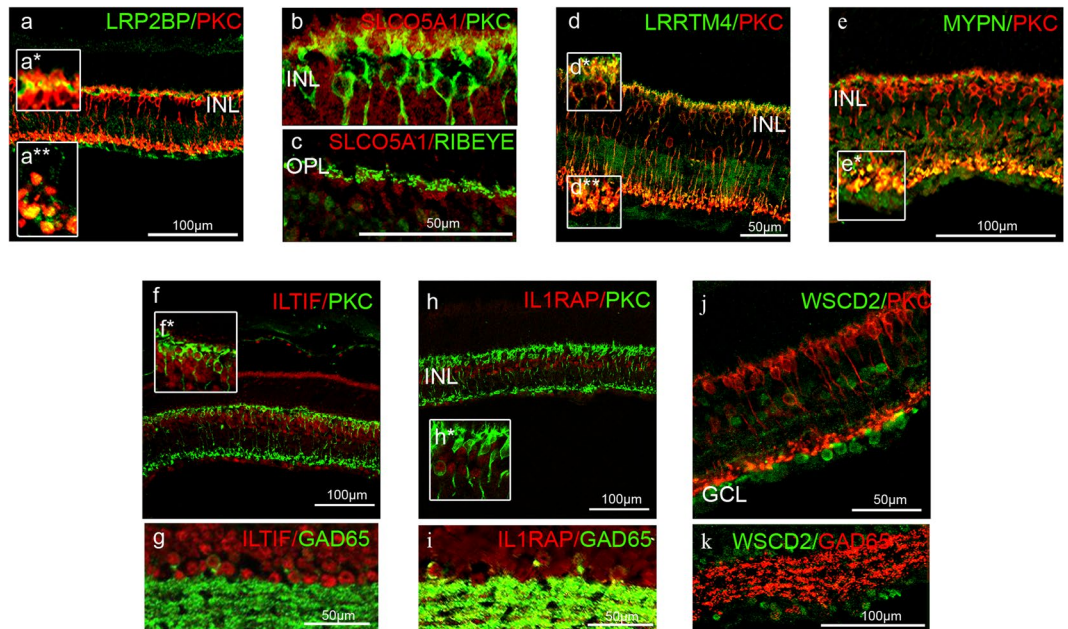 a
LRP2BP/PKC
a*
INL
a**
100µm
b
SLCO5A1/PKC
INL
c
SLCO5A1/RIBEYE
OPL
50µm
d
LRRTM4/PKC
d*
INL
d**
50µm
e
MYPN/PKC
INL
e*
100µm
f
ILTIF/PKC
f*
100µm
g
ILTIF/GAD65
50µm
h
IL1RAP/PKC
INL
h*
100µm
i
IL1RAP/GAD65
50µm
j
WSCD2/PKC
GCL
50µm
k
WSCD2/GAD65
100µm